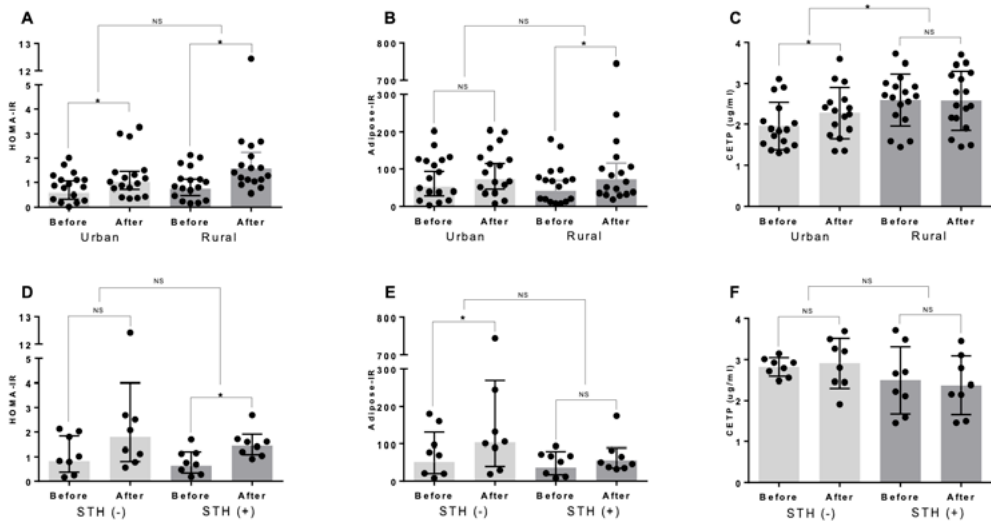 A
NS
*
*
HOMA-IR
13
12
5
4
3
2
1
0
Before After Before After
Urban Rural
B
NS
NS
*
Adipose-IR
800
700
300
200
100
0
Before After Before After
Urban Rural
C
*
*
NS
CETP (ug/ml)
4
3
2
1
0
Before After Before After
Urban Rural
D
NS
NS
*
HOMA-IR
13
12
5
4
3
2
1
0
Before After Before After
STH (-) STH (+)
E
NS
*
NS
Adipose-IR
800
700
300
200
100
0
Before After Before After
STH (-) STH (+)
F
NS
NS
NS
CETP (ug/ml)
4
3
2
1
0
Before After Before After
STH (-) STH (+)